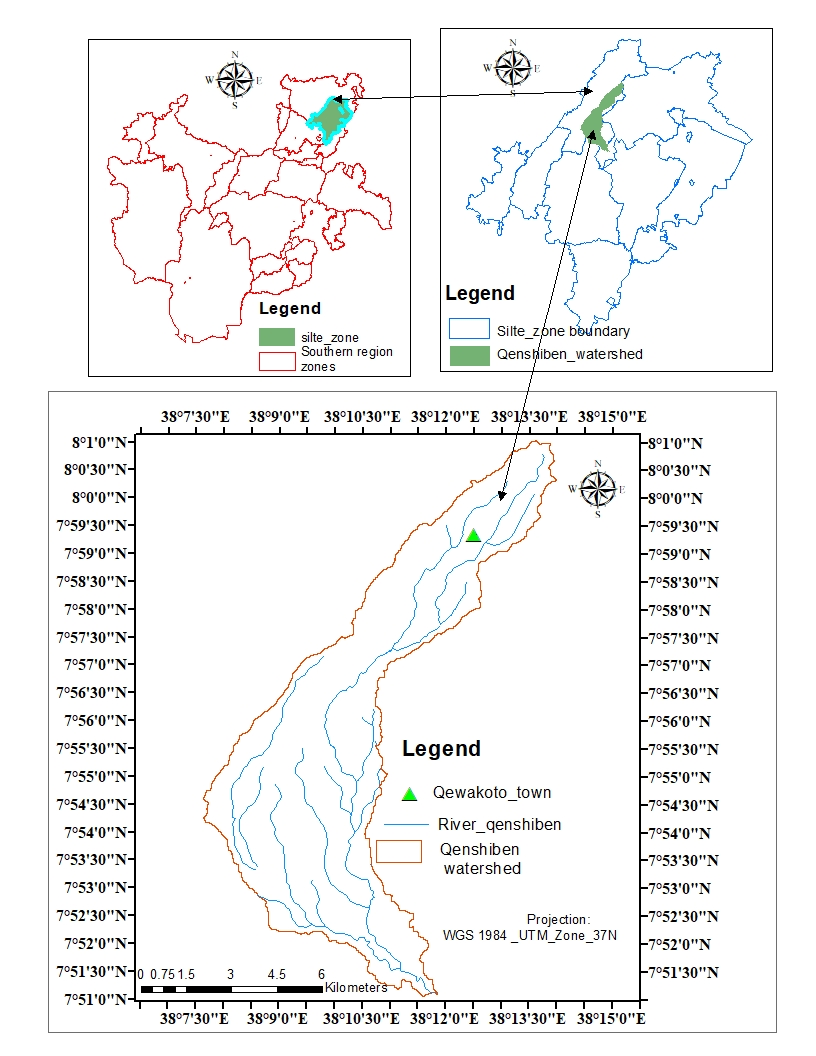 N
W E
S
Legend
silte_zone
Southern region
zones
N
W E
S
Legend
Silte_zone boundary
Qenshiben_watershed
38°7'30"E 38°9'0"E 38°10'30"E 38°12'0"E 38°13'30"E 38°15'0"E
8°1'0"N 8°1'0"N
8°0'30"N 8°0'30"N
8°0'0"N 8°0'0"N
7°59'30"N 7°59'30"N
7°59'0"N 7°59'0"N
7°58'30"N 7°58'30"N
7°58'0"N 7°58'0"N
7°57'30"N 7°57'30"N
7°57'0"N 7°57'0"N
7°56'30"N 7°56'30"N
7°56'0"N 7°56'0"N
7°55'30"N 7°55'30"N
7°55'0"N 7°55'0"N
7°54'30"N 7°54'30"N
7°54'0"N 7°54'0"N
7°53'30"N 7°53'30"N
7°53'0"N 7°53'0"N
7°52'30"N 7°52'30"N
7°52'0"N 7°52'0"N
7°51'30"N 7°51'30"N
7°51'0"N
N
W E
S
Legend
Qewakoto_town
River_qenshiben
Qenshiben
watershed
Projection:
WGS 1984 _UTM_Zone_37N
0 0.75 1.5 3 4.5 6
Kilometers
38°7'30"E 38°9'0"E 38°10'30"E 38°12'0"E 38°13'30"E 38°15'0"E